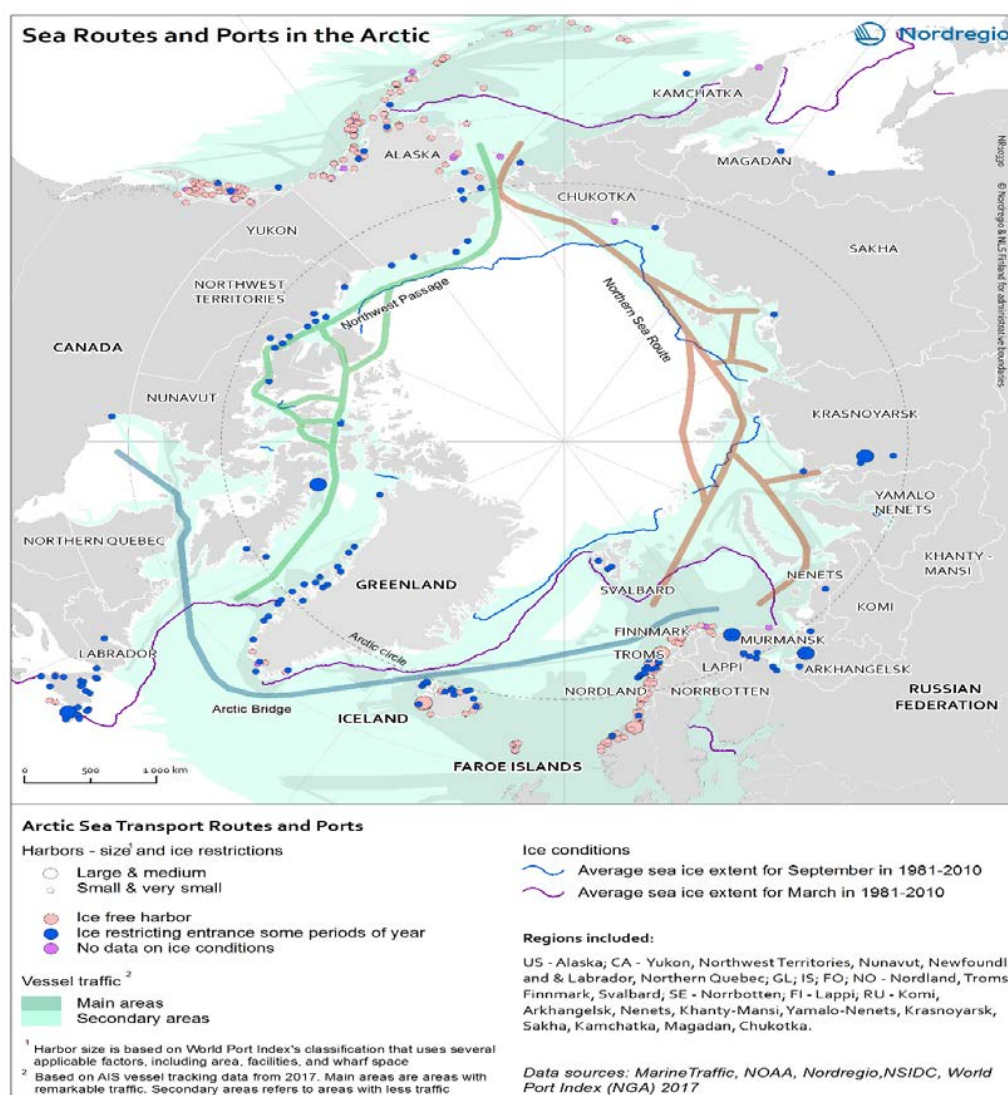 Sea Routes and Ports in the Arctic
Nordregio
KAMCHATKA
ALASKA
MAGADAN
NR10330 © Nordregio & NLS Finland for administrative boundaries
CHUKOTKA
YUKON
SAKHA
NORTHWEST
TERRITORIES
Northwest Passage
Northern Sea Route
CANADA
NUNAVUT
KRASNOYARSK
YAMALO
NENETS
NORTHERN QUEBEC
KHANTY-
MANSI
GREENLAND
SVALBARD
NENETS
KOMI
FINNMARK
MURMANSK
LABRADOR
Arctic circle
TROMS
LAPPI
ARKHANGELSK
NORDLAND
NORRBOTTEN
RUSSIAN
FEDERATION
Arctic Bridge
ICELAND
FAROE ISLANDS
0 500 1 000 km
Arctic Sea Transport Routes and Ports
Harbors - size¹ and ice restrictions
Large & medium
Small & very small
Ice free harbor
Ice restricting entrance some periods of year
No data on ice conditions
Vessel traffic ²
Main areas
Secondary areas
¹ Harbor size is based on World Port Index's classification that uses several
applicable factors, including area, facilities, and wharf space
² Based on AIS vessel tracking data from 2017. Main areas are areas with
remarkable traffic. Secondary areas refers to areas with less traffic
Ice conditions
Average sea ice extent for September in 1981-2010
Average sea ice extent for March in 1981-2010
Regions included:
US - Alaska; CA - Yukon, Northwest Territories, Nunavut, Newfoundl
and & Labrador, Northern Quebec; GL; IS; FO; NO - Nordland, Troms
Finnmark, Svalbard; SE - Norrbotten; FI - Lappi; RU - Komi,
Arkhangelsk, Nenets, Khanty-Mansi, Yamalo-Nenets, Krasnoyarsk,
Sakha, Kamchatka, Magadan, Chukotka.
Data sources: MarineTraffic, NOAA, Nordregio,NSIDC, World
Port Index (NGA) 2017